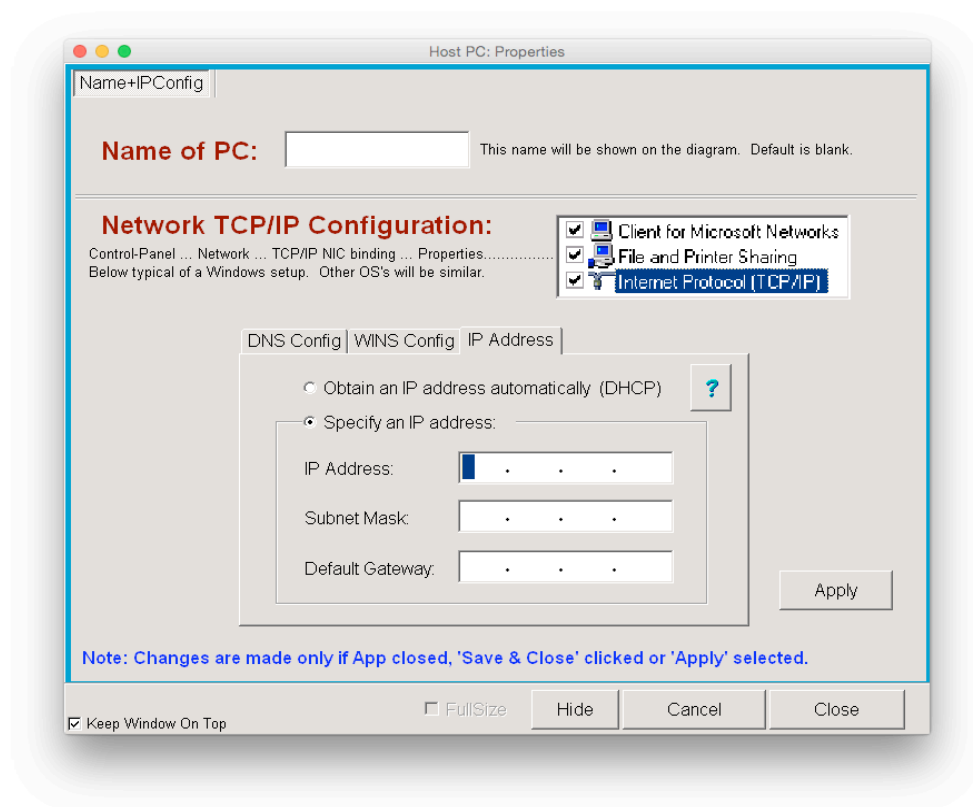 Host PC: Properties
Name+IPConfig
Name of PC:
This name will be shown on the diagram. Default is blank.
Network TCP/IP Configuration:
Control-Panel ... Network ... TCP/IP NIC binding ... Properties................
Below typical of a Windows setup. Other OS's will be similar.
Client for Microsoft Networks
File and Printer Sharing
Internet Protocol (TCP/IP)
DNS Config
WINS Config
IP Address
Obtain an IP address automatically (DHCP)
?
Specify an IP address:
IP Address:
. . .
Subnet Mask:
. . .
Default Gateway:
. . .
Apply
Note: Changes are made only if App closed, 'Save & Close' clicked or 'Apply' selected.
Keep Window On Top
FullSize
Hide
Cancel
Close